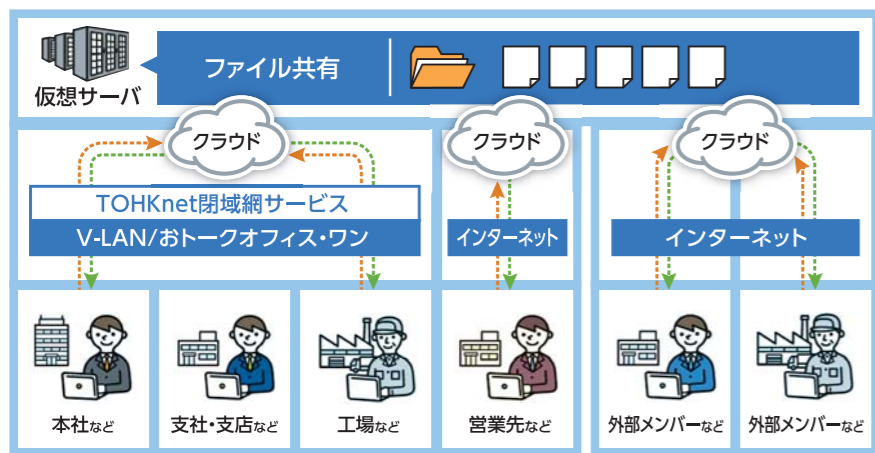 ファイル共有
仮想サーバ
クラウド
クラウド
クラウド
TOHKnet閉域網サービス
V-LAN/おトークオフィス・ワン
インターネット
インターネット
本社など
支社・支店など
工場など
営業先など
外部メンバーなど
外部メンバーなど